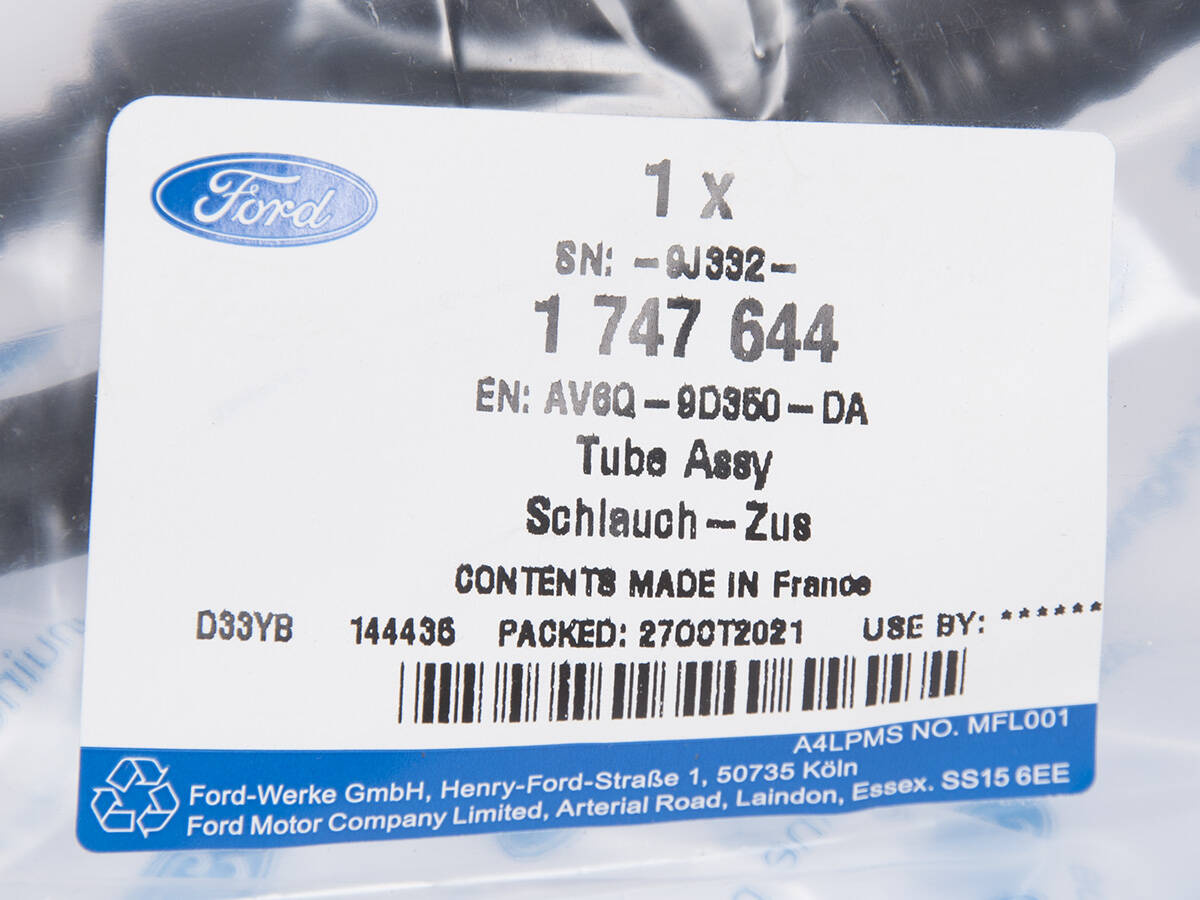 Ford
1 x
SN: -9J332-
1 747 644
EN: AV6Q-9D350-DA
Tube Assy
Schlauch-Zus
CONTENTS MADE IN France
D33YB 144436 PACKED: 27OCT2021 USE BY: ******
A4LPMS NO. MFL001
Ford-Werke GmbH, Henry-Ford-Straße 1, 50735 Köln
Ford Motor Company Limited, Arterial Road, Laindon, Essex. SS15 6EE